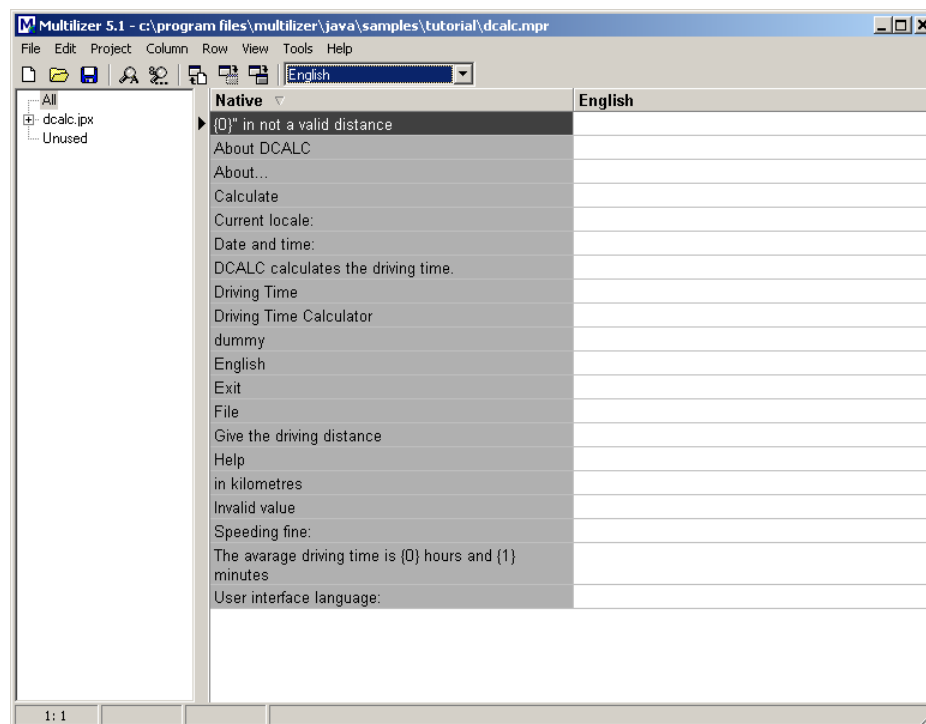 Multilizer 5.1 - c:\program files\multilizer\java\samples\tutorial\dcalc.mpr
File Edit Project Column Row View Tools Help
English
All
dcalc.jpx
Unused
Native English
{0}" in not a valid distance
About DCALC
About...
Calculate
Current locale:
Date and time:
DCALC calculates the driving time.
Driving Time
Driving Time Calculator
dummy
English
Exit
File
Give the driving distance
Help
in kilometres
Invalid value
Speeding fine:
The avarage driving time is {0} hours and {1}
minutes
User interface language:
1: 1